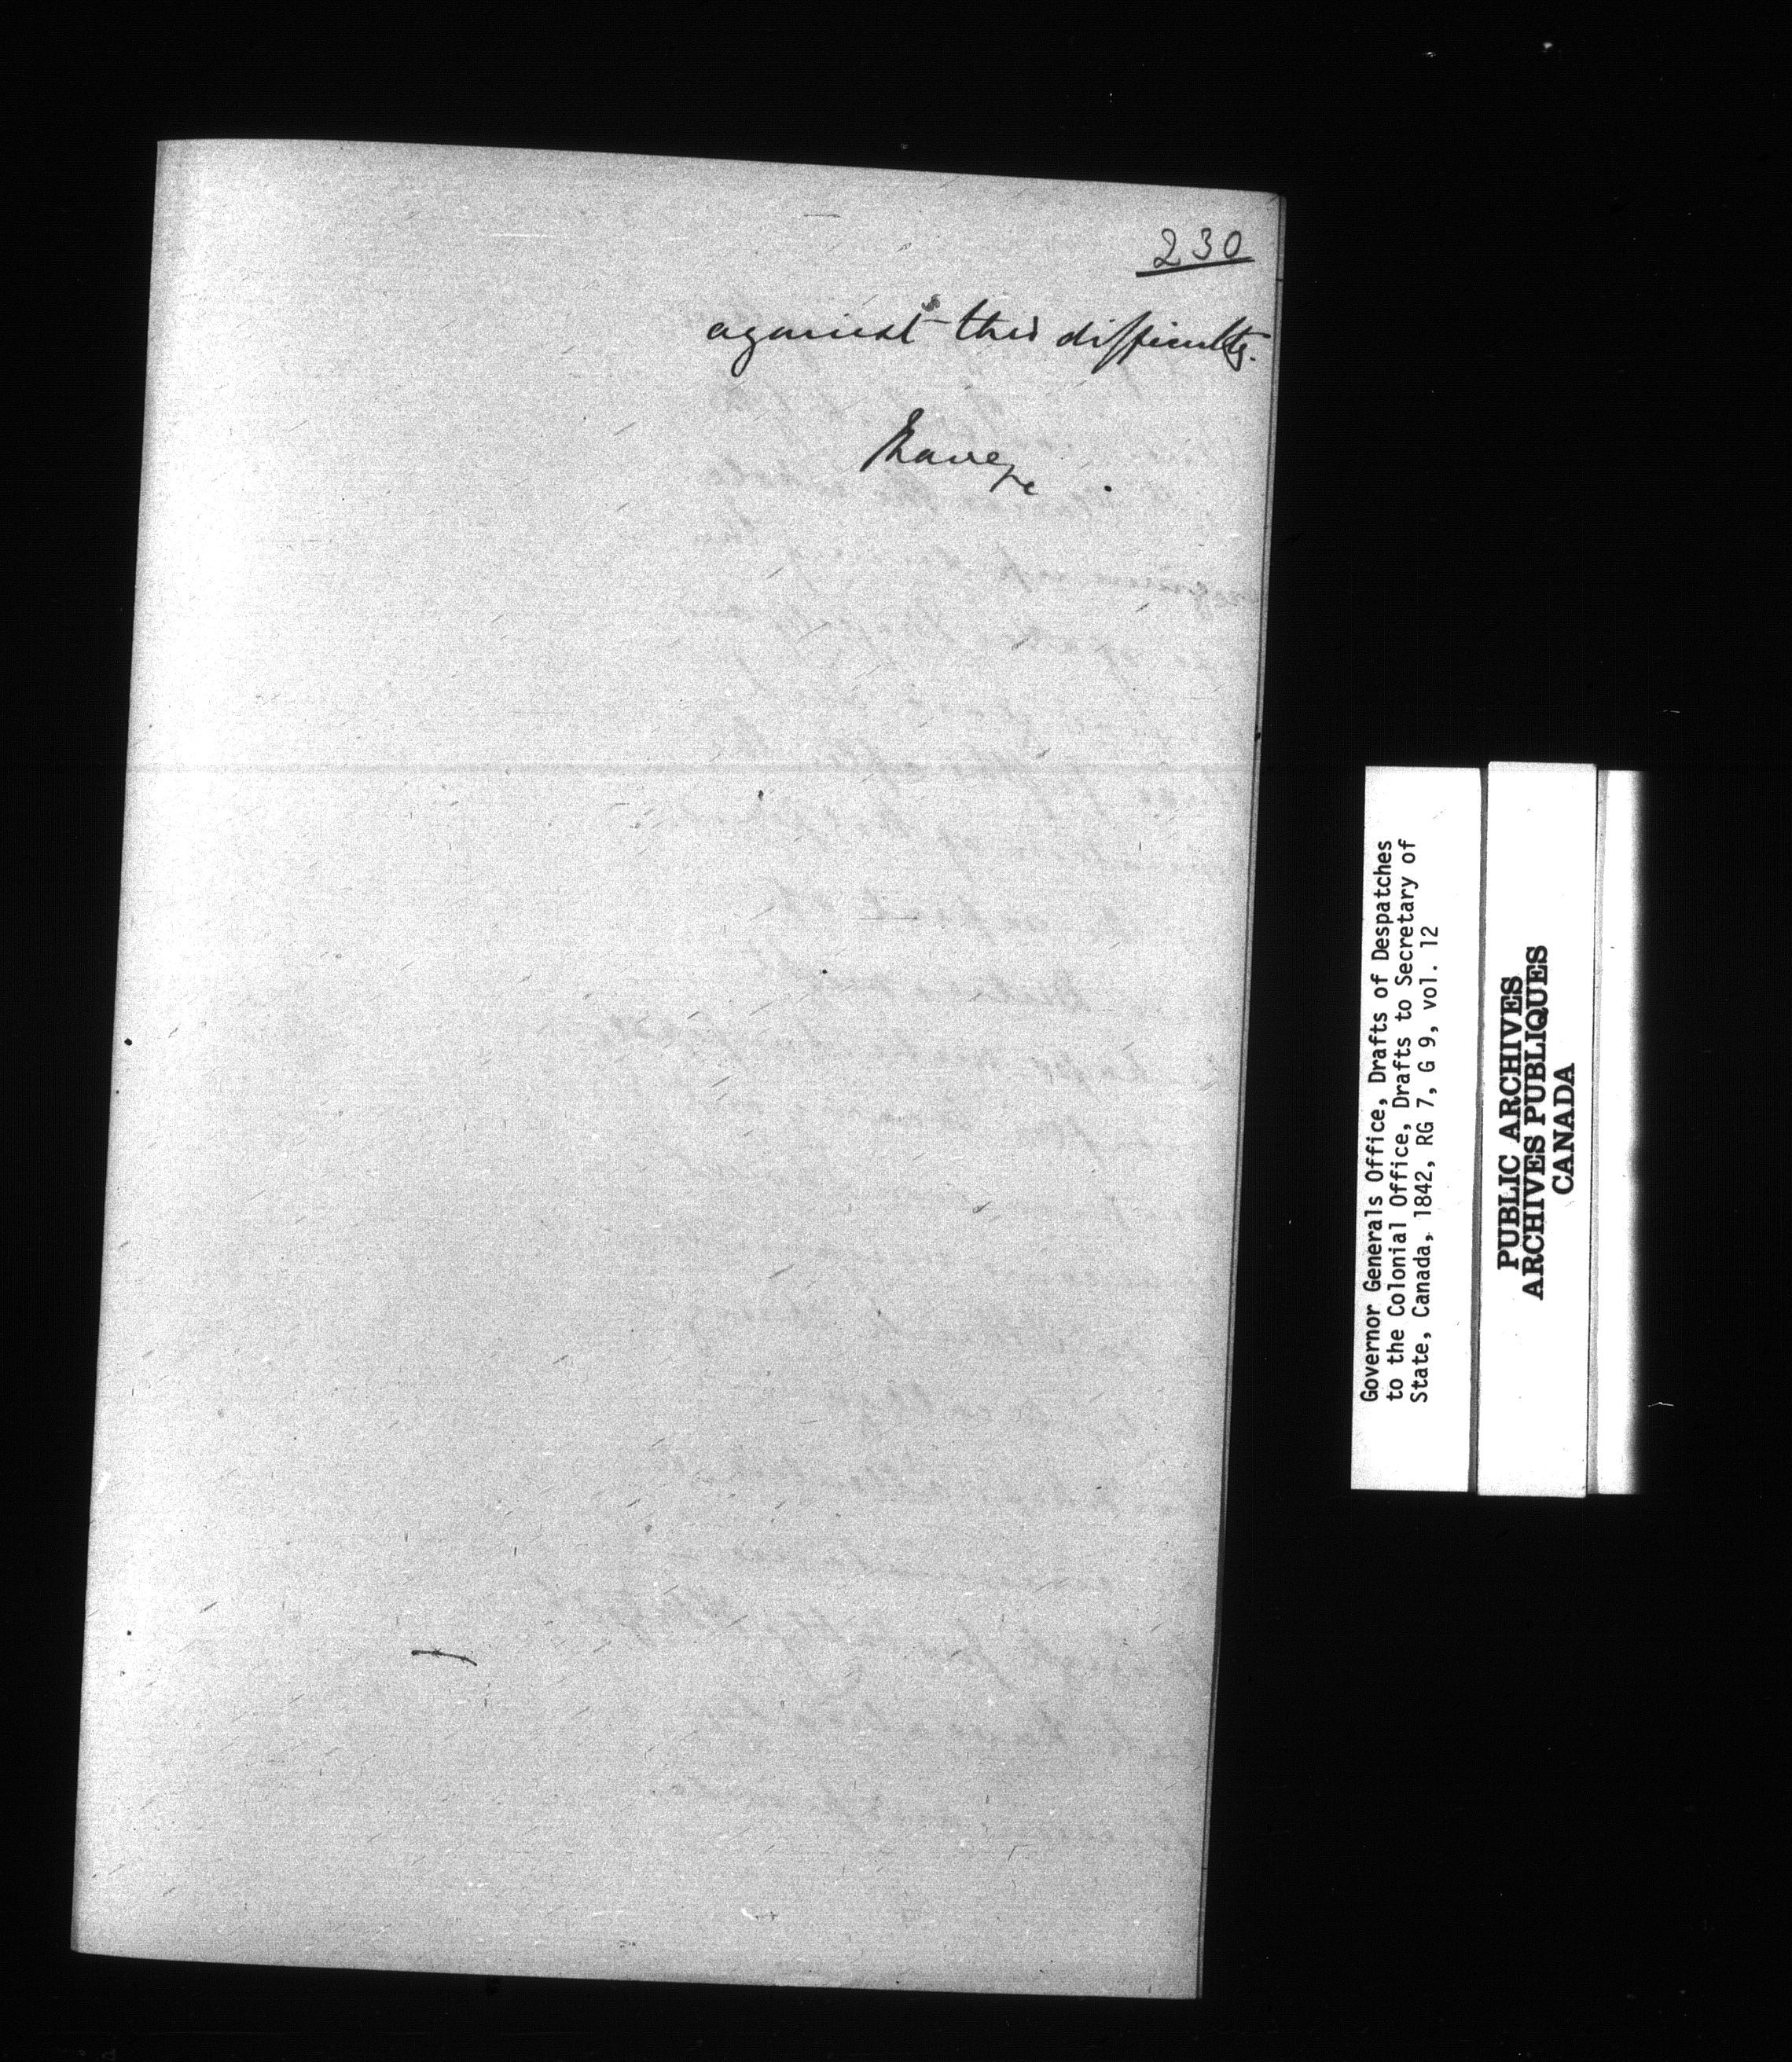 230
against this difficulty.
I have &c.
Governor Generals Office, Drafts of Despatches
to the Colonial Office, Drafts to Secretary of
State, Canada, 1842, RG 7, G 9, vol. 12
PUBLIC ARCHIVES
ARCHIVES PUBLIQUES
CANADA